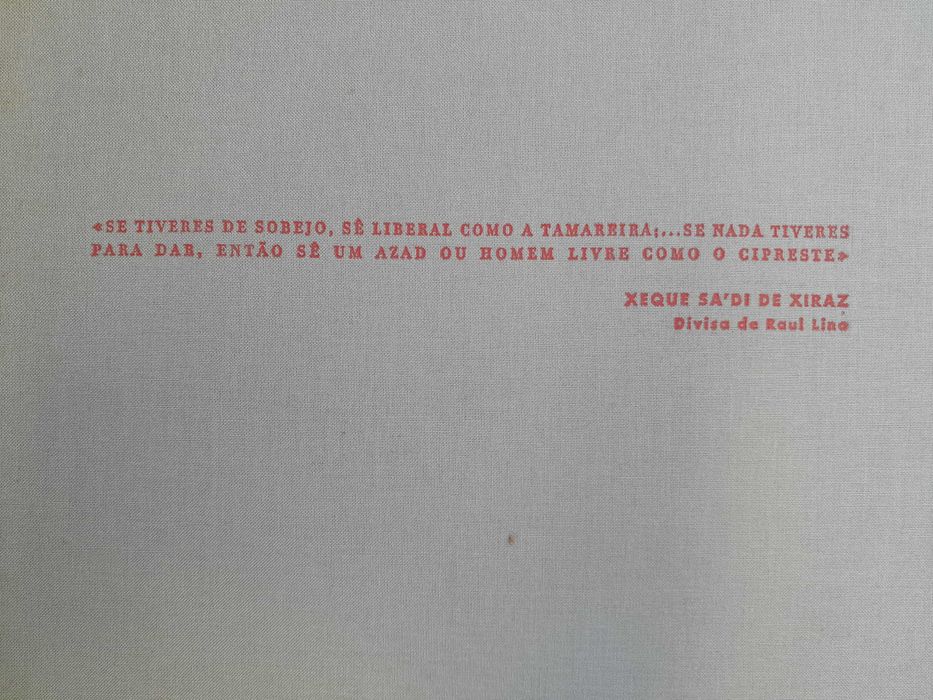 «SE TIVERES DE SOBEJO, SÊ LIBERAL COMO A TAMAREIRA;...SE NADA TIVERES
PARA DAR, ENTÃO SÊ UM AZAD OU HOMEM LIVRE COMO O CIPRESTE»
XEQUE SA'DI DE XIRAZ
Divisa de Raul Lino